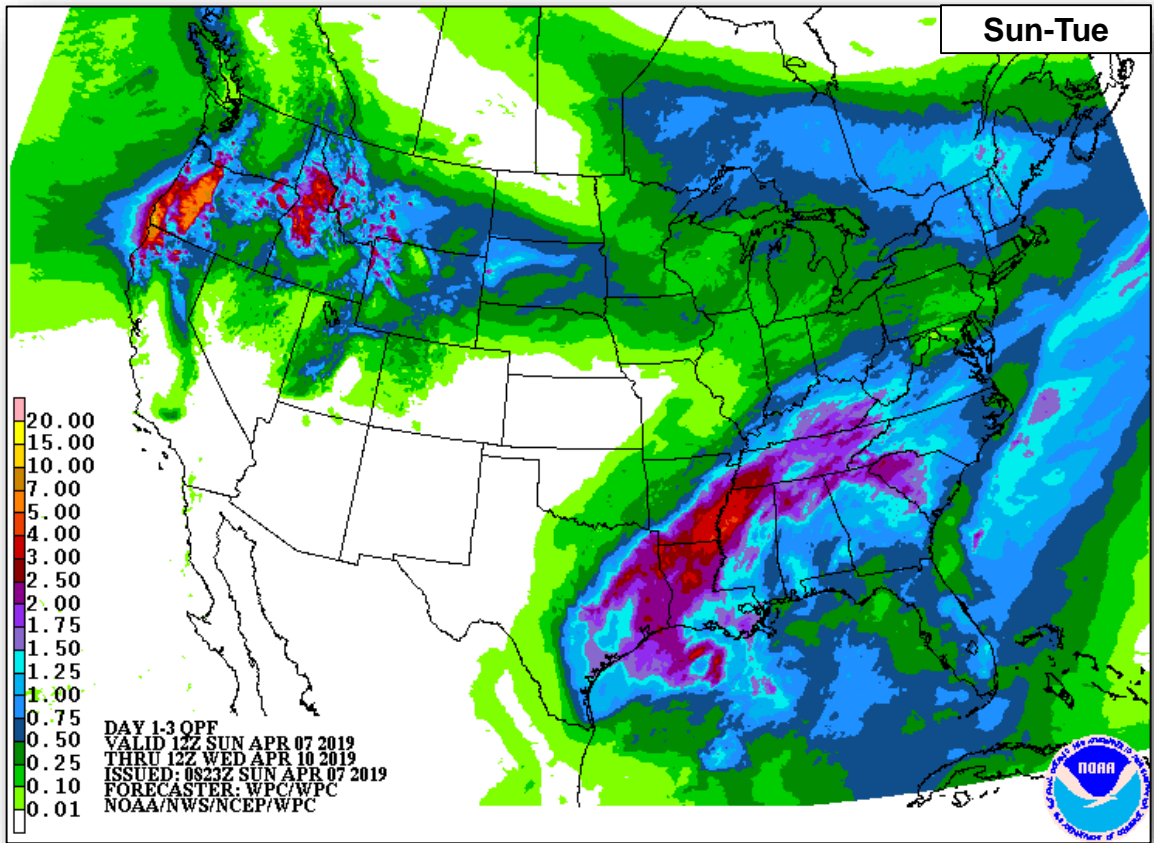 Sun-Tue
20.00
15.00
10.00
7.00
5.00
4.00
3.00
2.50
2.00
1.75
1.50
1.25
1.00
0.75
0.50
0.25
0.10
0.01
DAY 1-3 QPF
VALID 12Z SUN APR 07 2019
THRU 12Z WED APR 10 2019
ISSUED: 0823Z SUN APR 07 2019
FORECASTER: WPC/WPC
NOAA/NWS/NCEP/WPC
NOAA